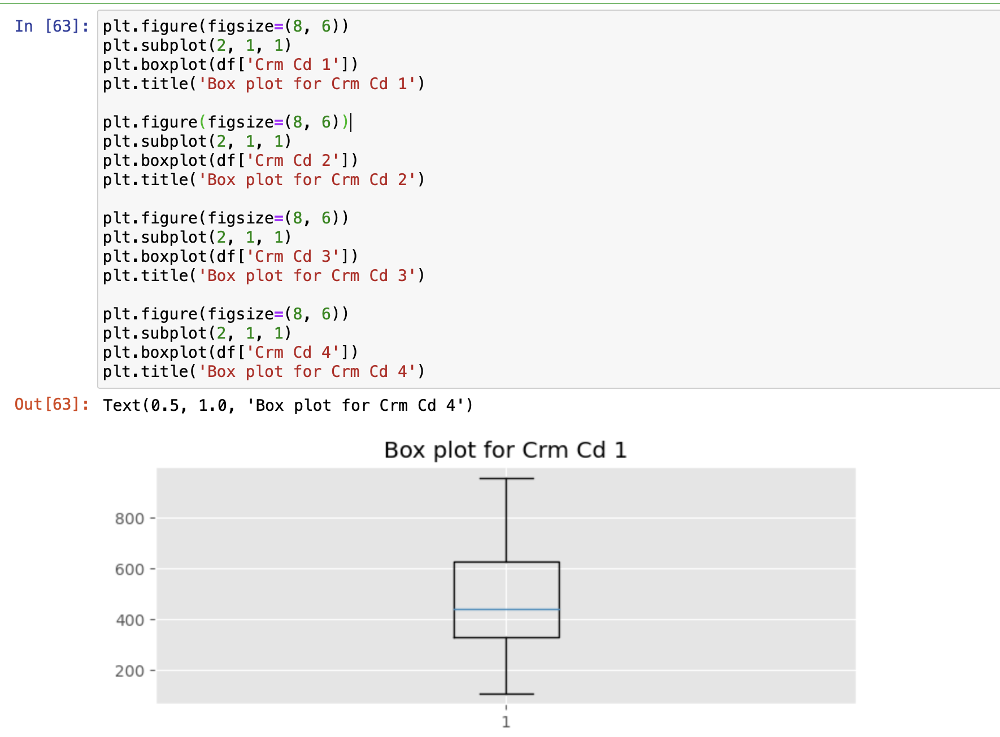 In [63]: plt.figure(figsize=(8, 6))
plt.subplot(2, 1, 1)
plt.boxplot(df['Crm Cd 1'])
plt.title('Box plot for Crm Cd 1')

plt.figure(figsize=(8, 6))
plt.subplot(2, 1, 1)
plt.boxplot(df['Crm Cd 2'])
plt.title('Box plot for Crm Cd 2')

plt.figure(figsize=(8, 6))
plt.subplot(2, 1, 1)
plt.boxplot(df['Crm Cd 3'])
plt.title('Box plot for Crm Cd 3')

plt.figure(figsize=(8, 6))
plt.subplot(2, 1, 1)
plt.boxplot(df['Crm Cd 4'])
plt.title('Box plot for Crm Cd 4')
Out[63]: Text(0.5, 1.0, 'Box plot for Crm Cd 4')
Box plot for Crm Cd 1
800
600
400
200
1